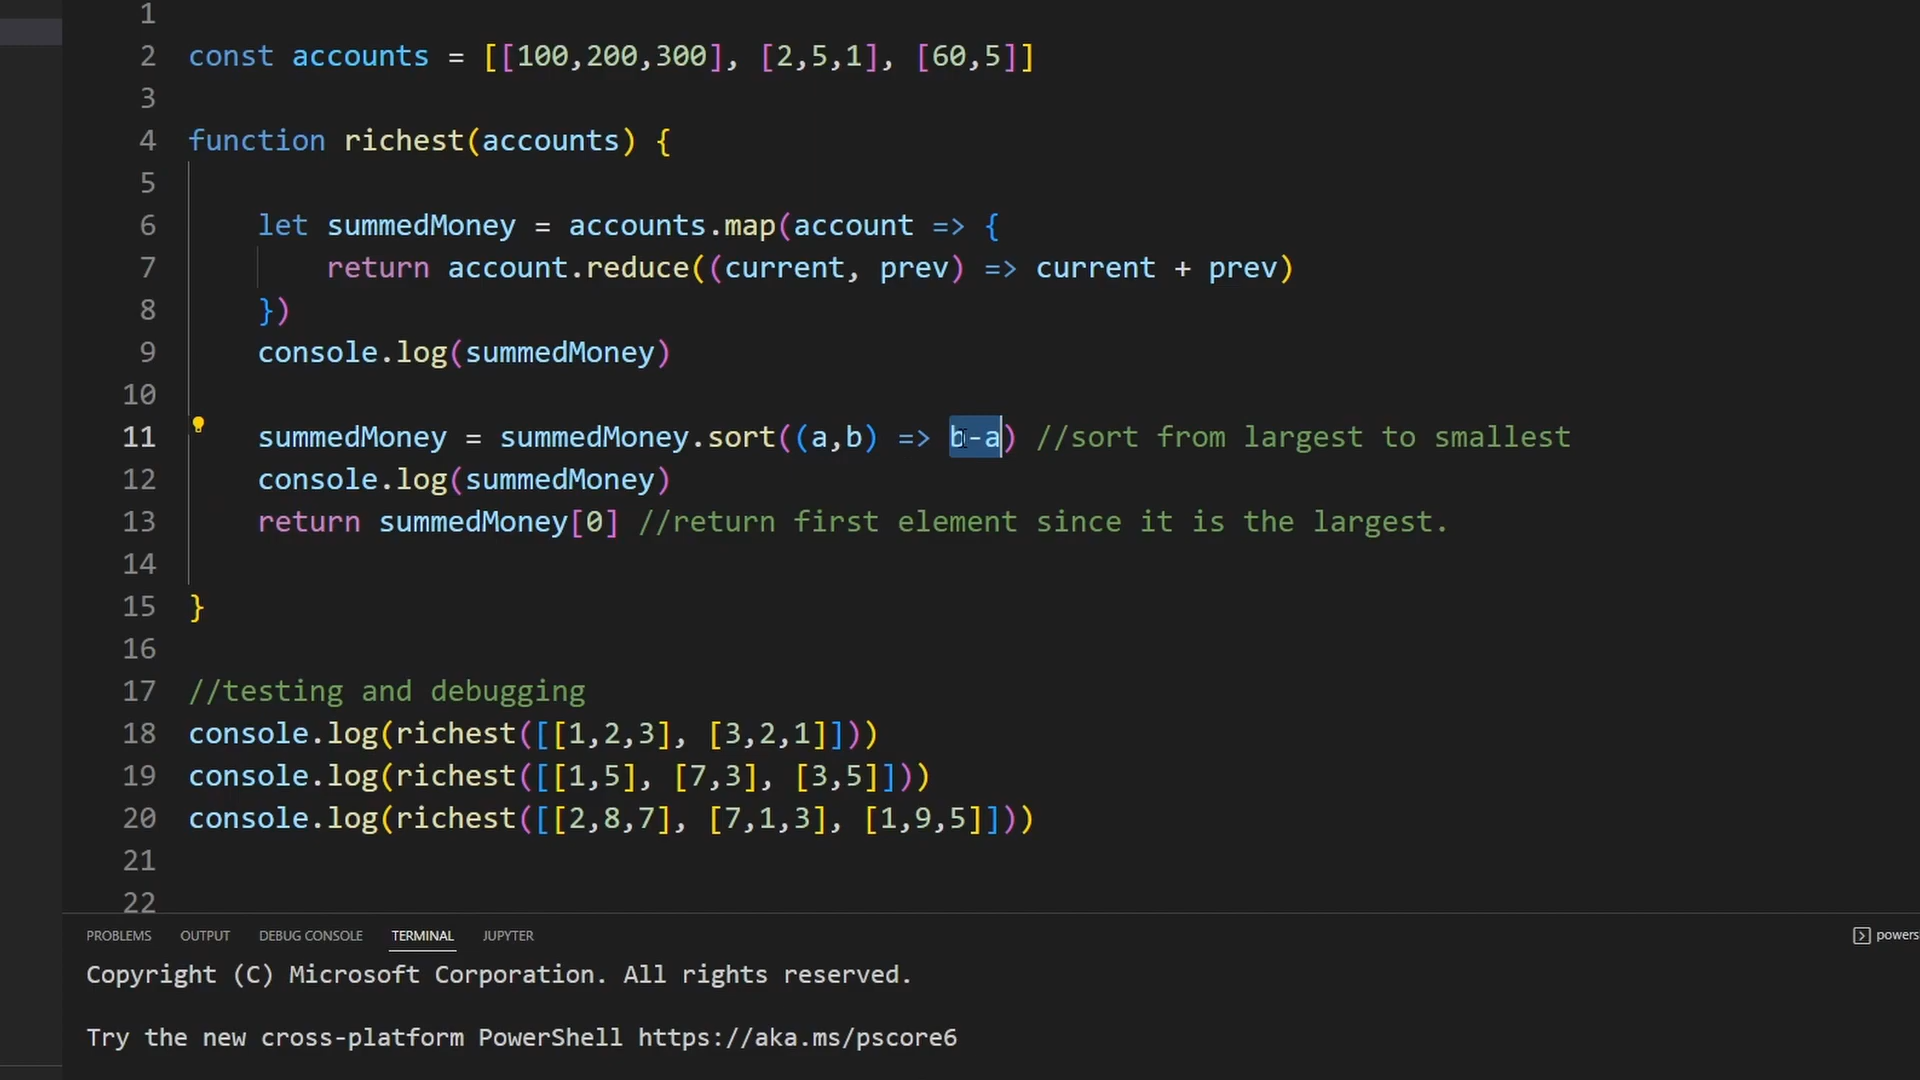 1
2 const accounts = [[100,200,300], [2,5,1], [60,5]]
3
4 function richest(accounts) {
5
6 let summedMoney = accounts.map(account => {
7 return account.reduce((current, prev) => current + prev)
8 })
9 console.log(summedMoney)
10
11 summedMoney = summedMoney.sort((a,b) => b-a) //sort from largest to smallest
12 console.log(summedMoney)
13 return summedMoney[0] //return first element since it is the largest.
14
15 }
16
17 //testing and debugging
18 console.log(richest([[1,2,3], [3,2,1]]))
19 console.log(richest([[1,5], [7,3], [3,5]]))
20 console.log(richest([[2,8,7], [7,1,3], [1,9,5]]))
21
22
PROBLEMS OUTPUT DEBUG CONSOLE TERMINAL JUPYTER powers
Copyright (C) Microsoft Corporation. All rights reserved.
Try the new cross-platform PowerShell https://aka.ms/pscore6